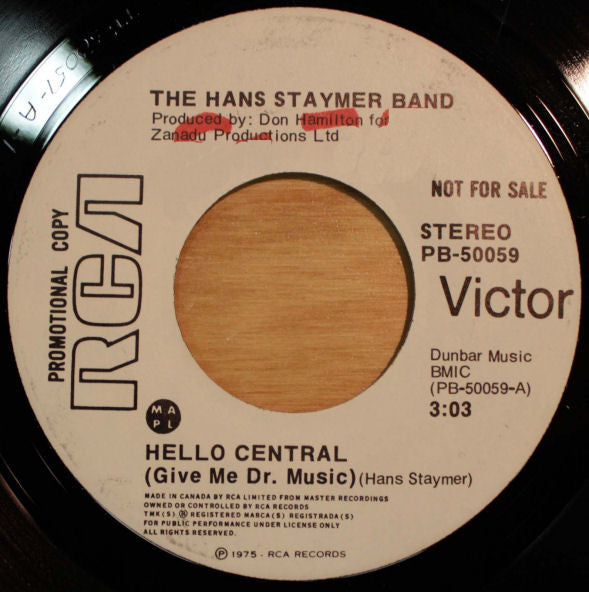 THE HANS STAYMER BAND
Produced by: Don Hamilton for
Zanadu Productions Ltd
NOT FOR SALE
STEREO
PB-50059
Victor
PROMOTIONAL COPY
RCA
Dunbar Music
BMIC
(PB-50059-A)
3:03
MA
PL
HELLO CENTRAL
(Give Me Dr. Music) (Hans Staymer)
MADE IN CANADA BY RCA LIMITED FROM MASTER RECORDINGS
OWNED OR CONTROLLED BY RCA RECORDS
TMK(S) ® REGISTERED MARCA(S) REGISTRADA(S)
FOR PUBLIC PERFORMANCE UNDER LICENSE ONLY
ALL RIGHTS RESERVED.
℗ 1975 - RCA RECORDS